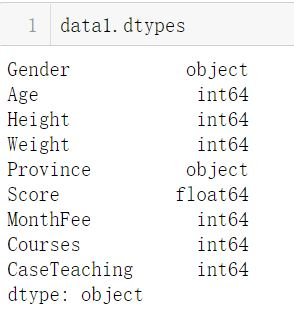 1 data1.dtypes
Gender object
Age int64
Height int64
Weight int64
Province object
Score float64
MonthFee int64
Courses int64
CaseTeaching int64
dtype: object